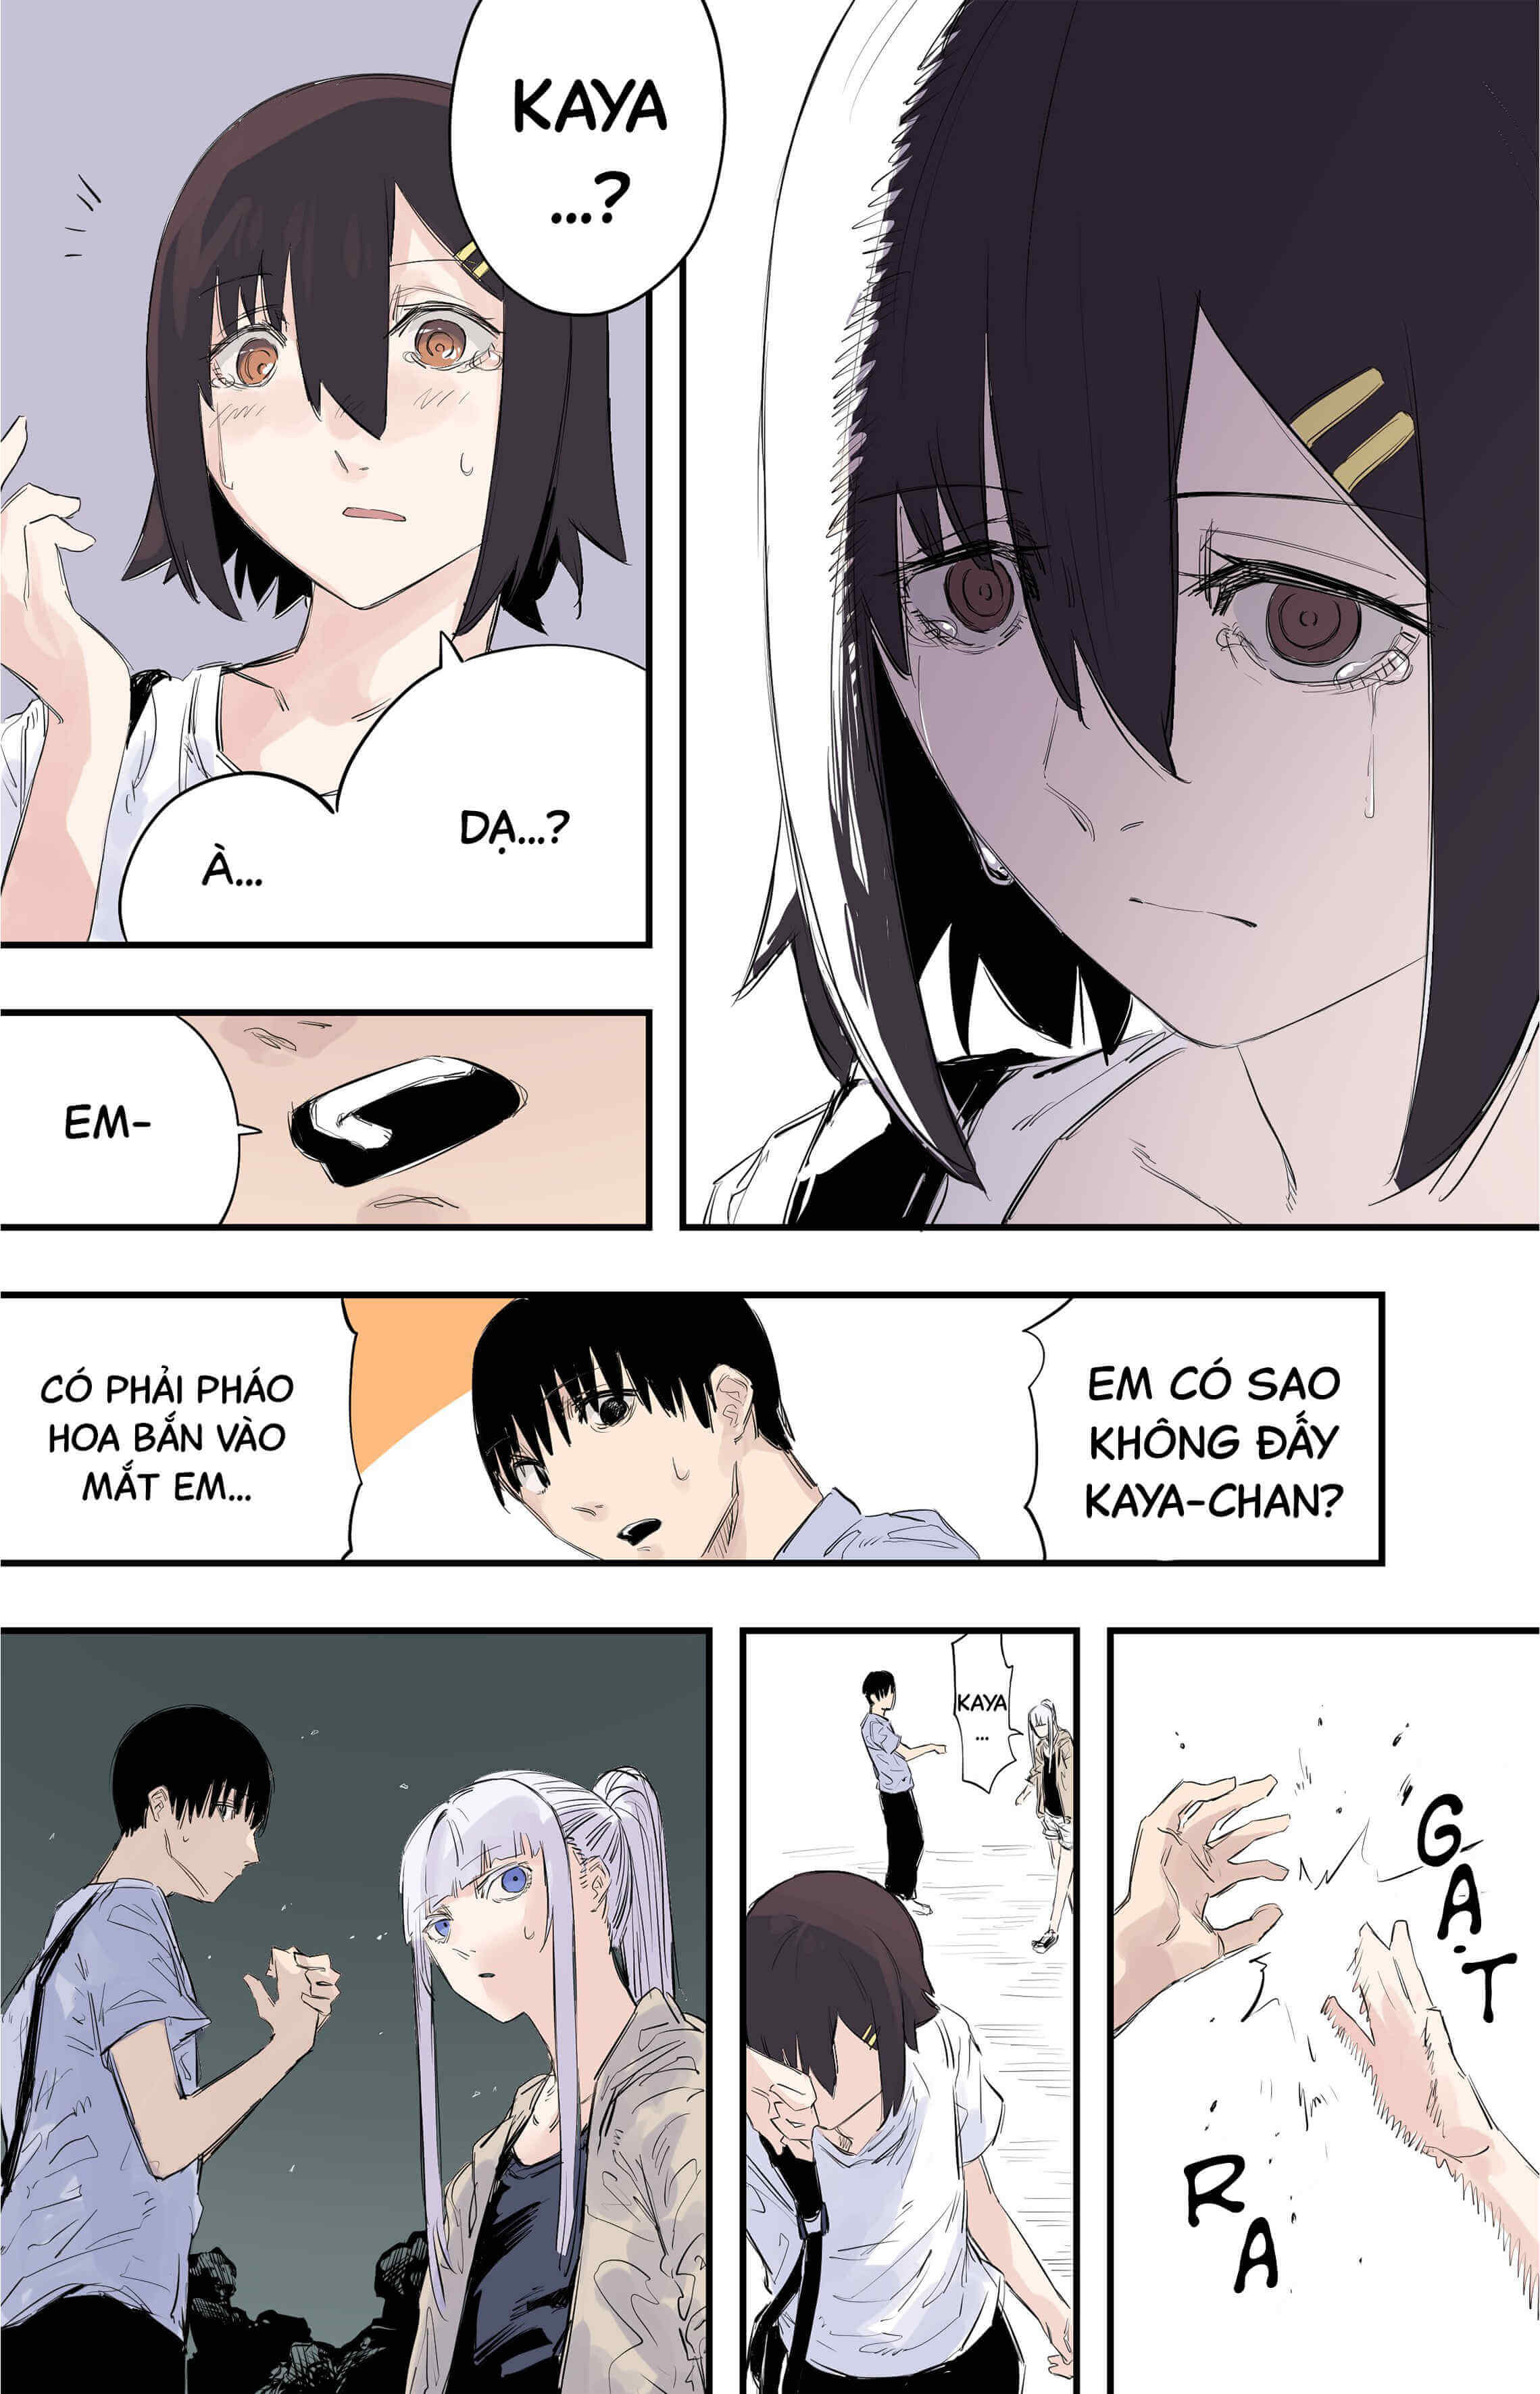 KAYA
...?
DẠ...?
À...
EM-
EM CÓ SAO
KHÔNG ĐẤY
KAYA-CHAN?
CÓ PHẢI PHÁO
HOA BẮN VÀO
MẮT EM...
GẠT
RA
KAYA
...